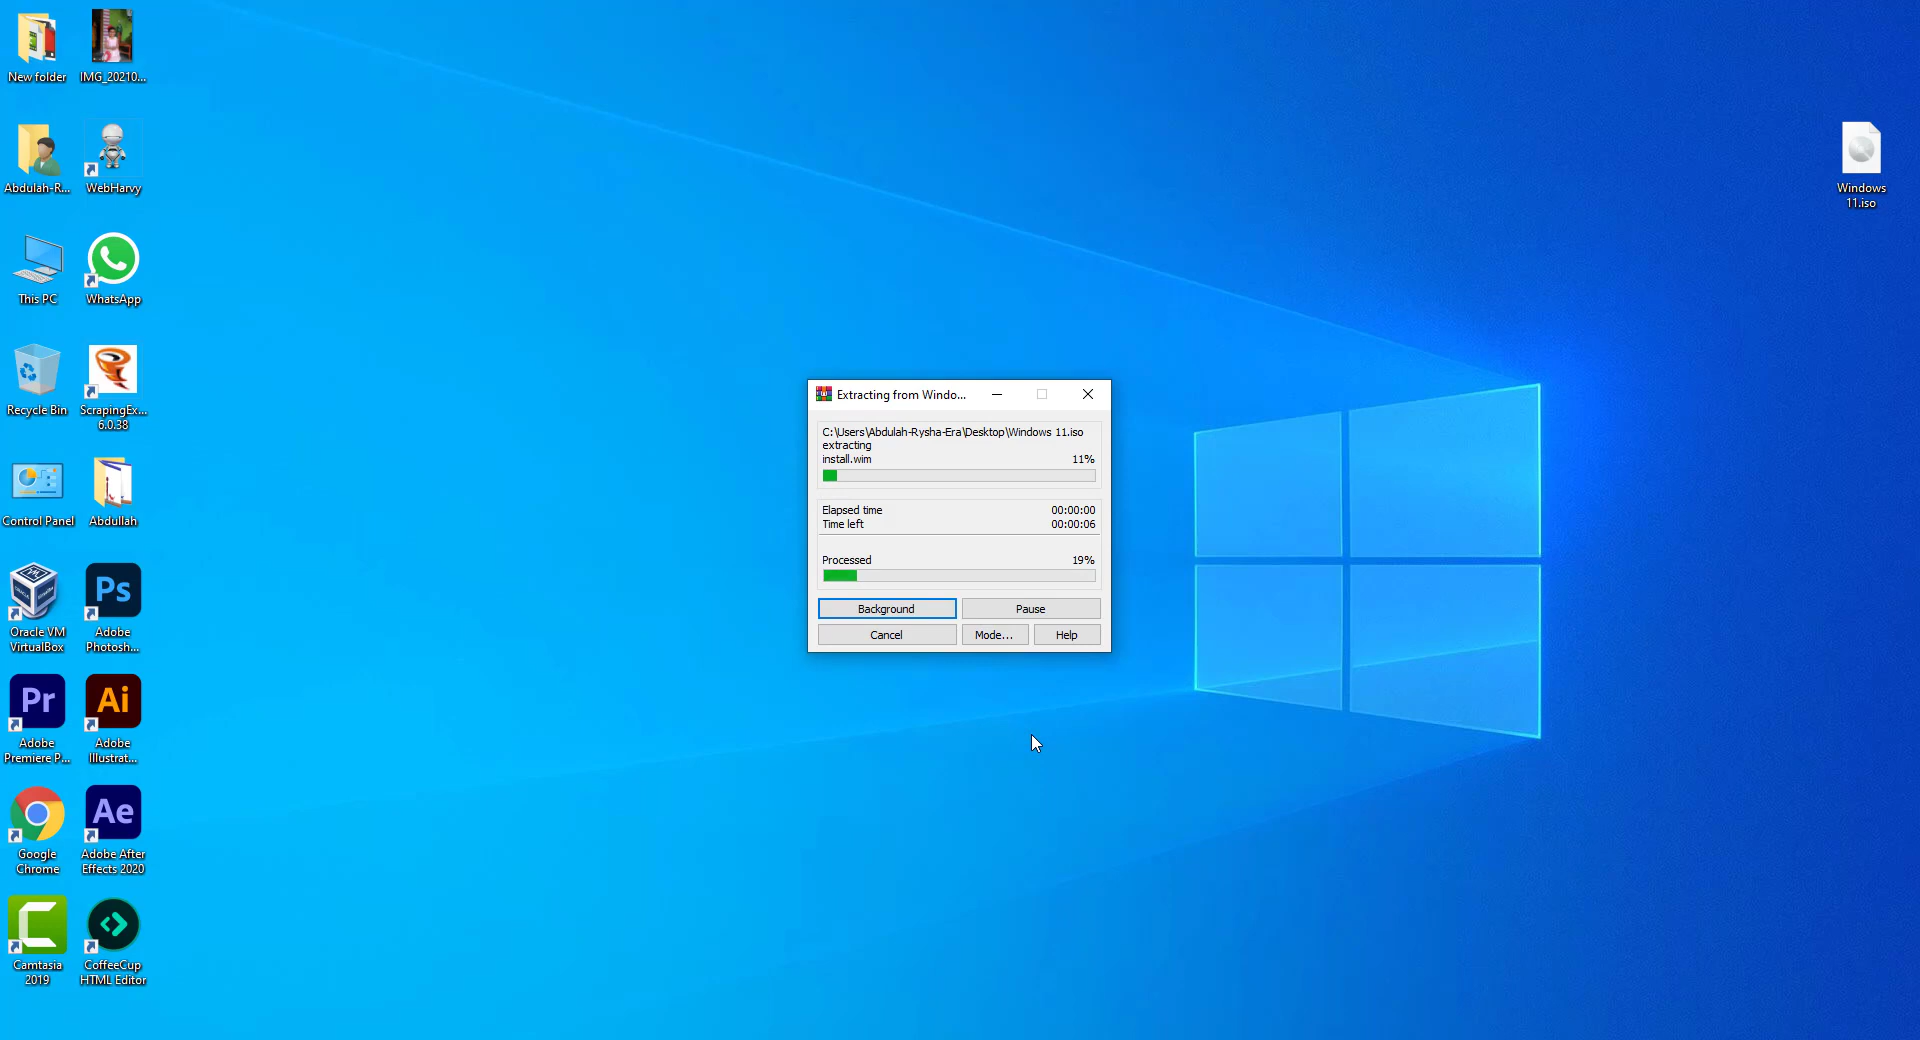 New folder
IMG_20210...
Abdulah-R...
WebHarvy
This PC
WhatsApp
Recycle Bin
ScrapingEx...
6.0.38
Control Panel
Abdullah
Oracle VM
VirtualBox
Ps
Adobe
Photosh...
Pr
Adobe
Premiere P...
Ai
Adobe
Illustrat...
Google
Chrome
Ae
Adobe After
Effects 2020
Camtasia
2019
CoffeeCup
HTML Editor
Extracting from Windo...
C:\Users\Abdulah-Rysha-Era\Desktop\Windows 11.iso
extracting
install.wim 11%
Elapsed time 00:00:00
Time left 00:00:06
Processed 19%
Background Pause
Cancel Mode... Help
Windows
11.iso